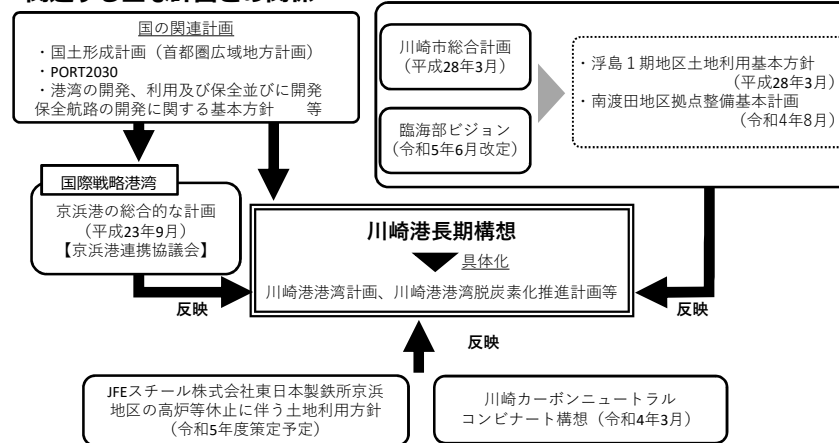 国の関連計画
・国土形成計画（首都圏広域地方計画）
・PORT2030
・港湾の開発、利用及び保全並びに開発
保全航路の開発に関する基本方針　　等
川崎市総合計画
（平成28年3月）
臨海部ビジョン
（令和5年6月改定）
・浮島１期地区土地利用基本方針
（平成28年3月）
・南渡田地区拠点整備基本計画
（令和4年8月）
国際戦略港湾
京浜港の総合的な計画
（平成23年9月）
【京浜港連携協議会】
川崎港長期構想
具体化
川崎港港湾計画、川崎港港湾脱炭素化推進計画等
反映
反映
反映
JFEスチール株式会社東日本製鉄所京浜
地区の高炉等休止に伴う土地利用方針
（令和5年度策定予定）
川崎カーボンニュートラル
コンビナート構想（令和4年3月）